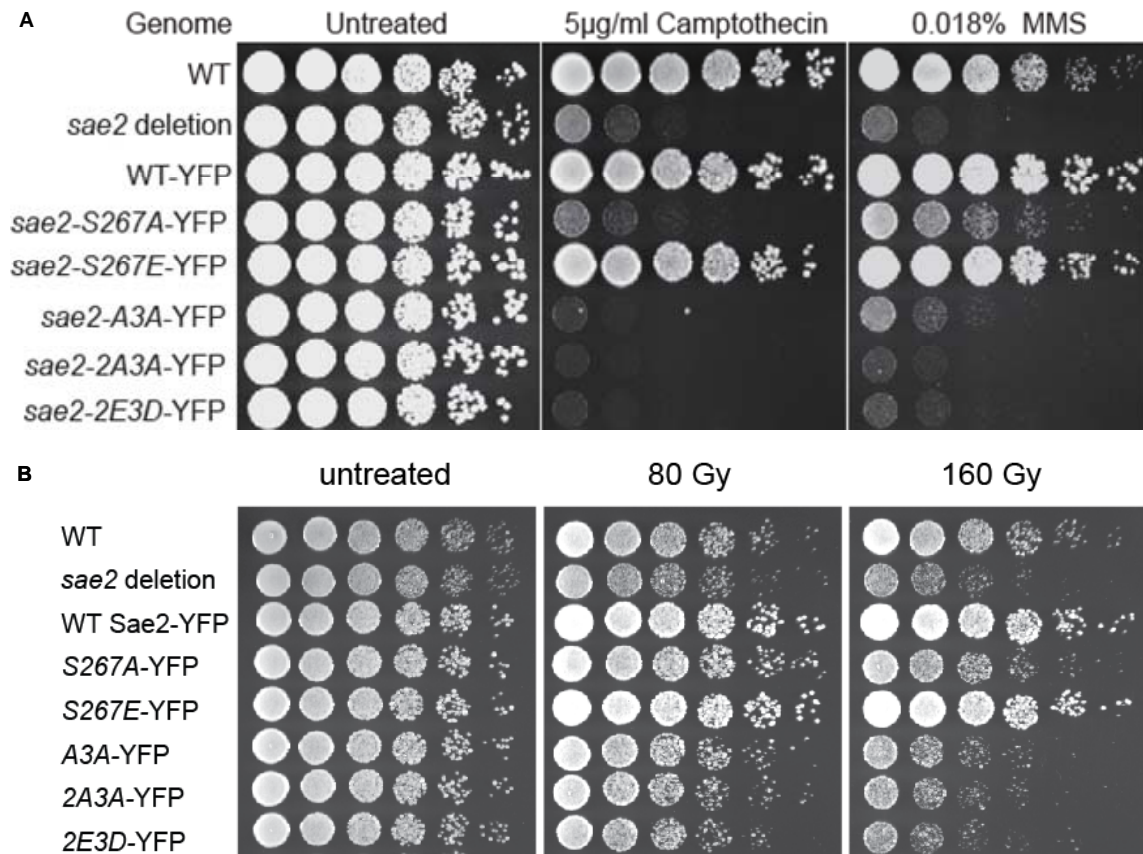 A
Genome Untreated 5µg/ml Camptothecin 0.018% MMS
WT
sae2 deletion
WT-YFP
sae2-S267A-YFP
sae2-S267E-YFP
sae2-A3A-YFP
sae2-2A3A-YFP
sae2-2E3D-YFP
B
untreated 80 Gy 160 Gy
WT
sae2 deletion
WT Sae2-YFP
S267A-YFP
S267E-YFP
A3A-YFP
2A3A-YFP
2E3D-YFP